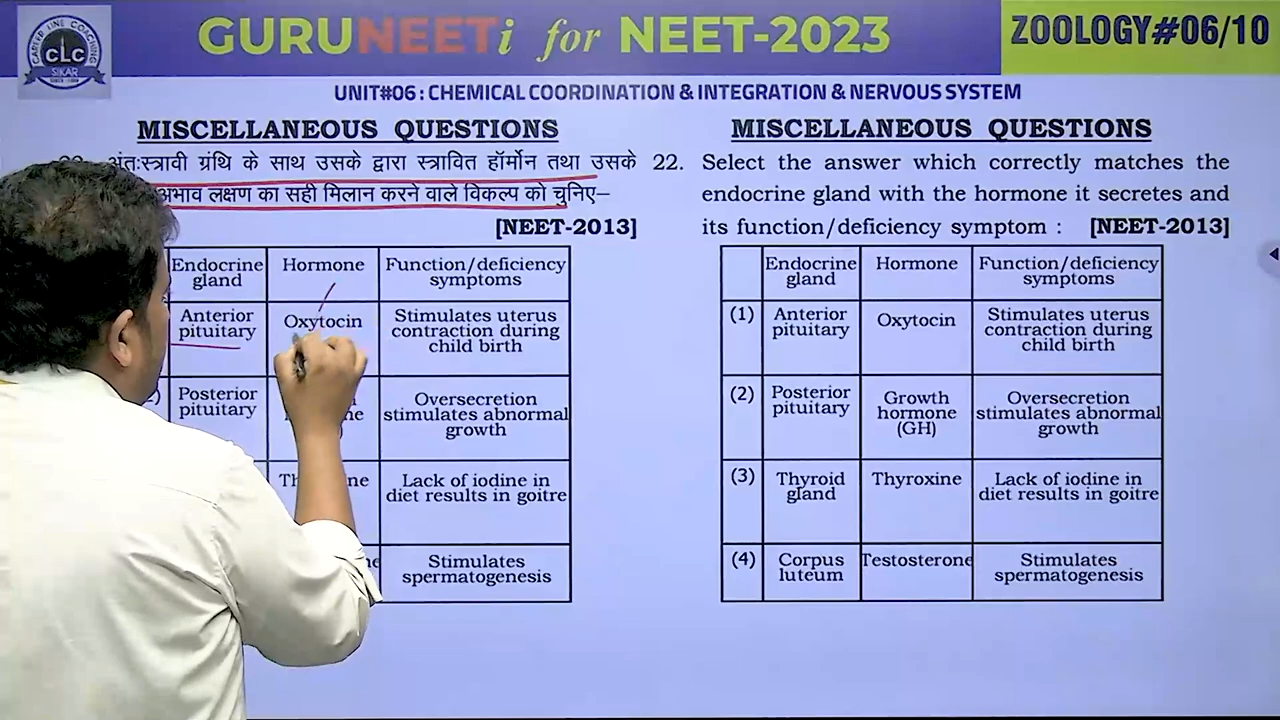 CAREER LINE COACHING
CLC
SIKAR
GURUNEETi for NEET-2023
ZOOLOGY#06/10
UNIT#06 : CHEMICAL COORDINATION & INTEGRATION & NERVOUS SYSTEM
MISCELLANEOUS QUESTIONS
अंतःस्त्रावी ग्रंथि के साथ उसके द्वारा स्त्रावित हॉर्मोन तथा उसके
अभाव लक्षण का सही मिलान करने वाले विकल्प को चुनिए–
[NEET-2013]
Endocrine gland Hormone Function/deficiency symptoms
Anterior pituitary Oxytocin Stimulates uterus contraction during child birth
Posterior pituitary Oversecretion stimulates abnormal growth
Lack of iodine in diet results in goitre
Stimulates spermatogenesis
MISCELLANEOUS QUESTIONS
22. Select the answer which correctly matches the
endocrine gland with the hormone it secretes and
its function/deficiency symptom : [NEET-2013]
Endocrine gland Hormone Function/deficiency symptoms
(1) Anterior pituitary Oxytocin Stimulates uterus contraction during child birth
(2) Posterior pituitary Growth hormone (GH) Oversecretion stimulates abnormal growth
(3) Thyroid gland Thyroxine Lack of iodine in diet results in goitre
(4) Corpus luteum Testosterone Stimulates spermatogenesis